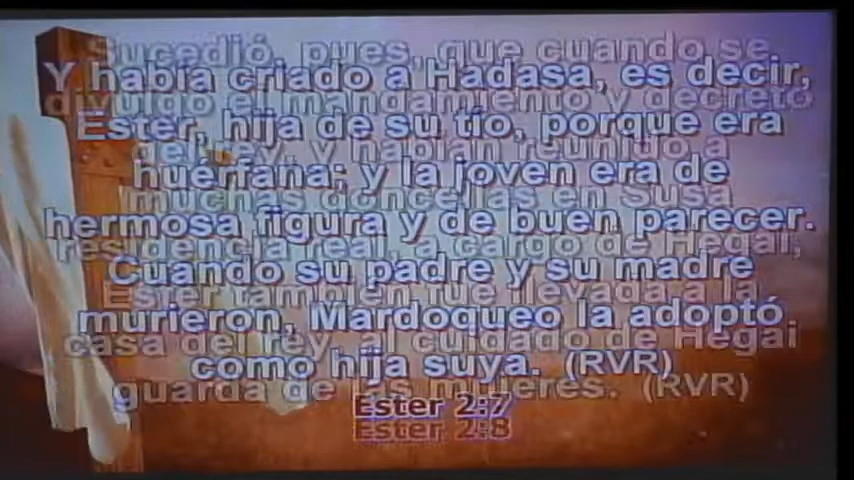 Y había criado a Hadasa, es decir,
Ester, hija de su tío, porque era
huérfana; y la joven era de
hermosa figura y de buen parecer.
Cuando su padre y su madre
murieron, Mardoqueo la adoptó
como hija suya. (RVR)
Ester 2:7
Sucedió, pues, que cuando se
divulgó el mandamiento y decreto
del rey, y habían reunido a
muchas doncellas en Susa
residencia real, a cargo de Hegai,
Ester también fue llevada a la
casa del rey, al cuidado de Hegai
guarda de las mujeres. (RVR)
Ester 2:8